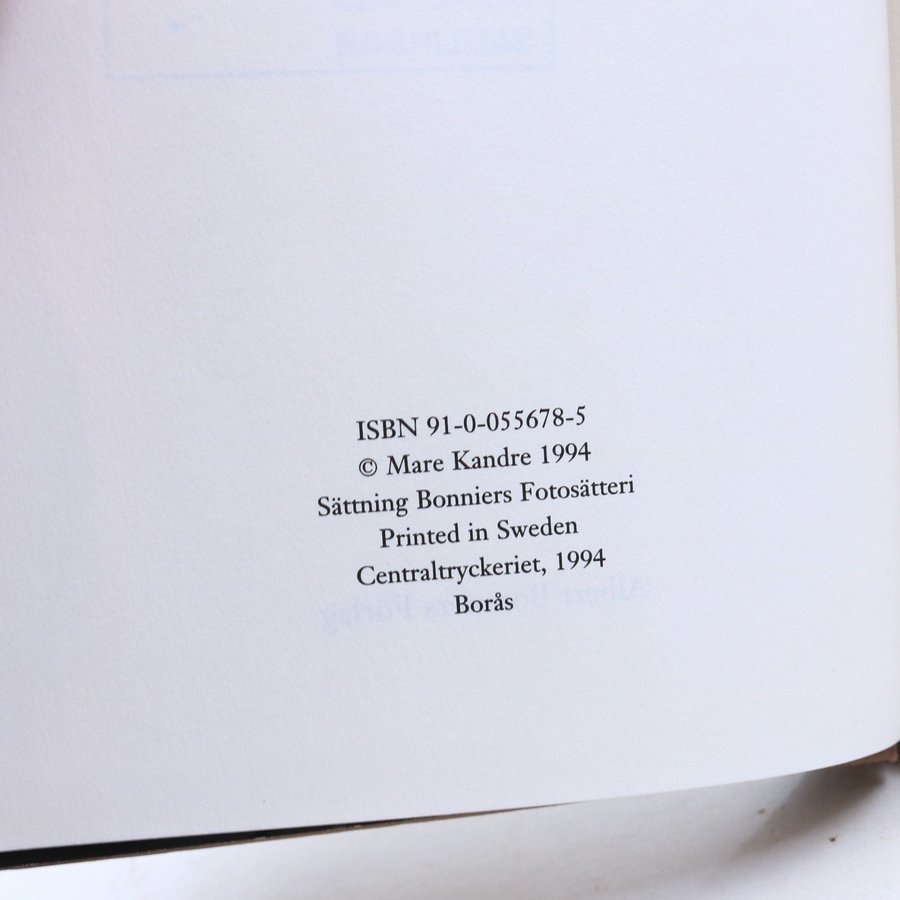 ISBN 91-0-055678-5
© Mare Kandre 1994
Sättning Bonniers Fotosätteri
Printed in Sweden
Centraltryckeriet, 1994
Borås